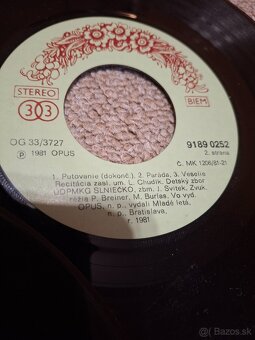 STEREO
33
BIEM
OG 33/3727
9189 0252
2. strana
℗ 1981 OPUS
Č. MK 1206/81-21
1. Putovanie (dokonč.) 2. Paráda, 3. Veselie
Recitácia zasl. um. L. Chudík, Detský zbor
ÚDPMKG SLNIEČKO, zbm. J. Svitek, Zvuk.
réžia P. Breiner, M. Burlas, Vo vyd.
OPUS, n. p., vydali Mladé letá,
n. p., Bratislava,
r. 1981
Bazos.sk